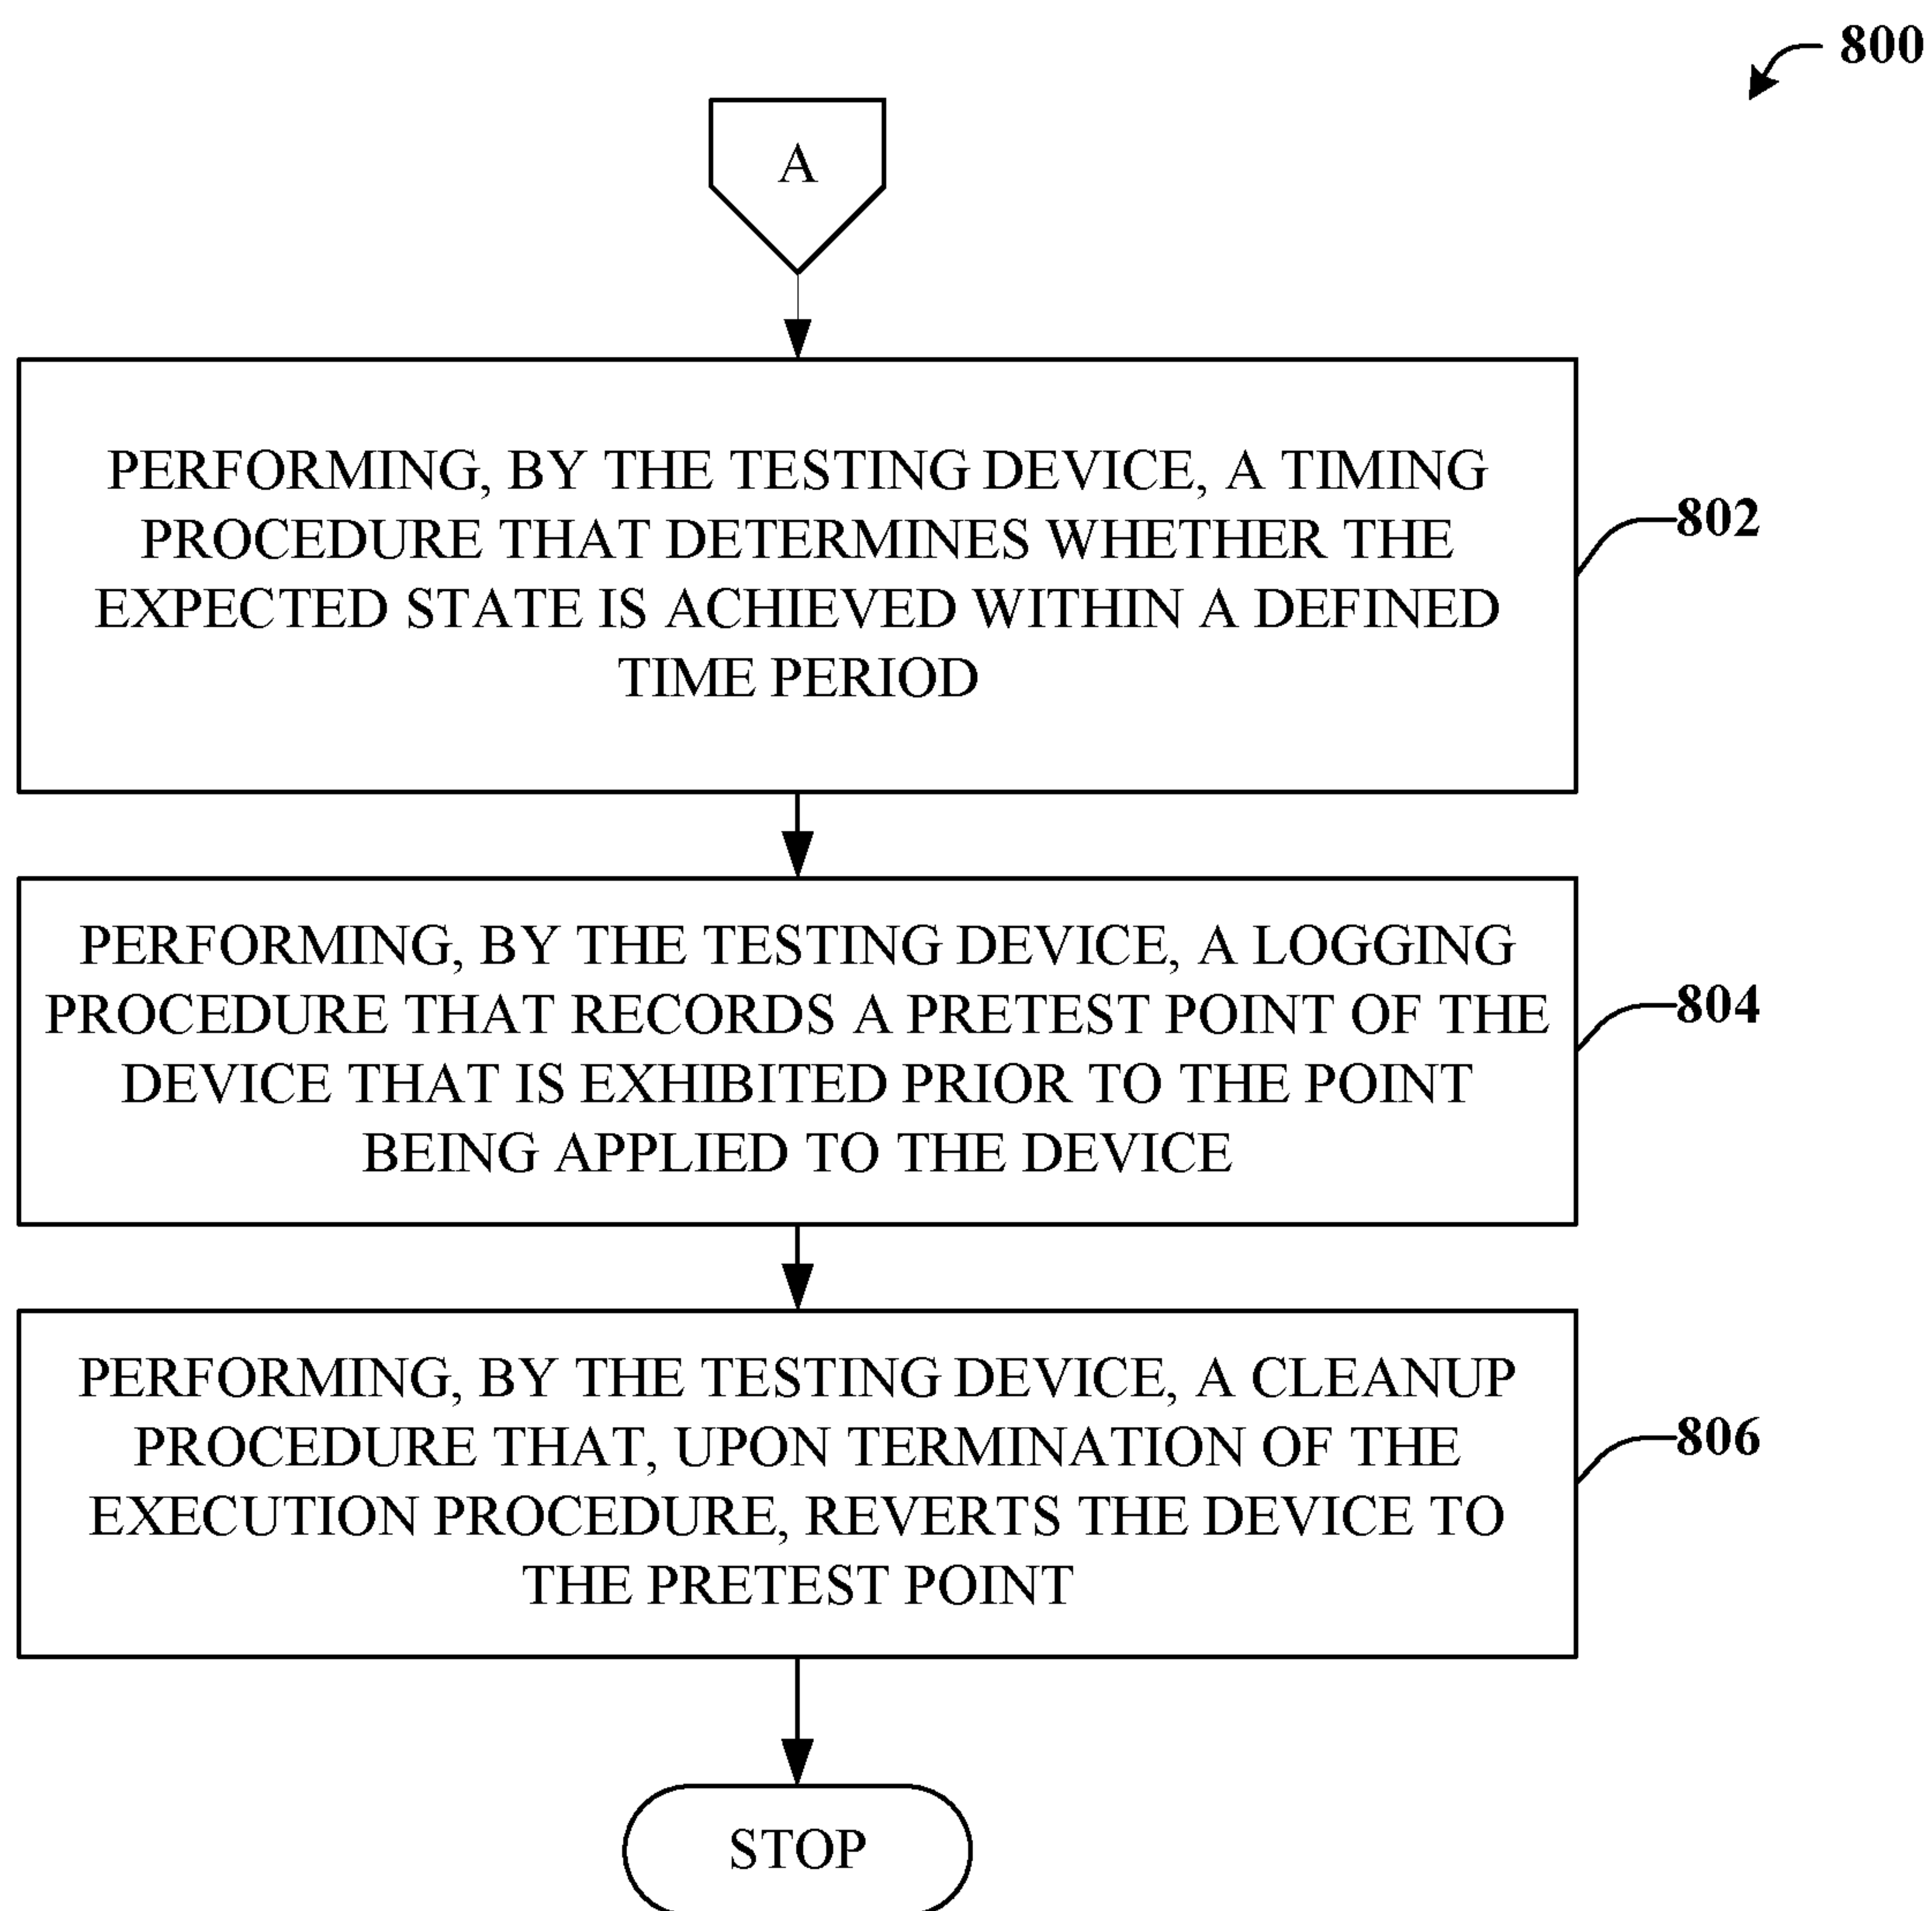 800
A
PERFORMING, BY THE TESTING DEVICE, A TIMING
PROCEDURE THAT DETERMINES WHETHER THE
EXPECTED STATE IS ACHIEVED WITHIN A DEFINED
TIME PERIOD
802
PERFORMING, BY THE TESTING DEVICE, A LOGGING
PROCEDURE THAT RECORDS A PRETEST POINT OF THE
DEVICE THAT IS EXHIBITED PRIOR TO THE POINT
BEING APPLIED TO THE DEVICE
804
PERFORMING, BY THE TESTING DEVICE, A CLEANUP
PROCEDURE THAT, UPON TERMINATION OF THE
EXECUTION PROCEDURE, REVERTS THE DEVICE TO
THE PRETEST POINT
806
STOP